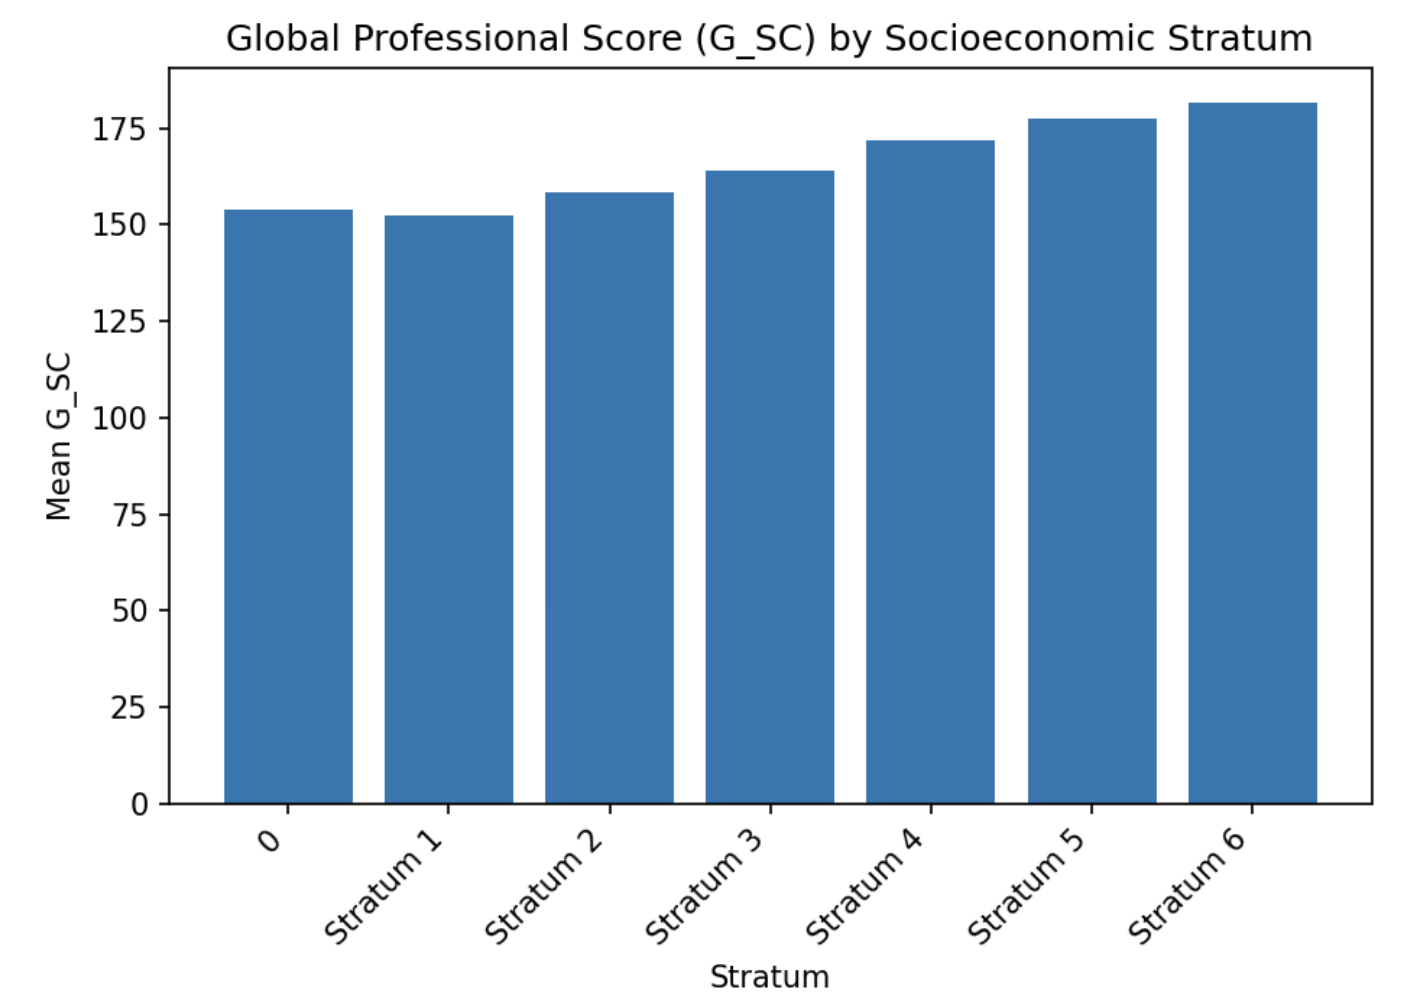 Global Professional Score (G_SC) by Socioeconomic Stratum
175
150
125
100
75
50
25
0
Mean G_SC
0
Stratum 1
Stratum 2
Stratum 3
Stratum 4
Stratum 5
Stratum 6
Stratum